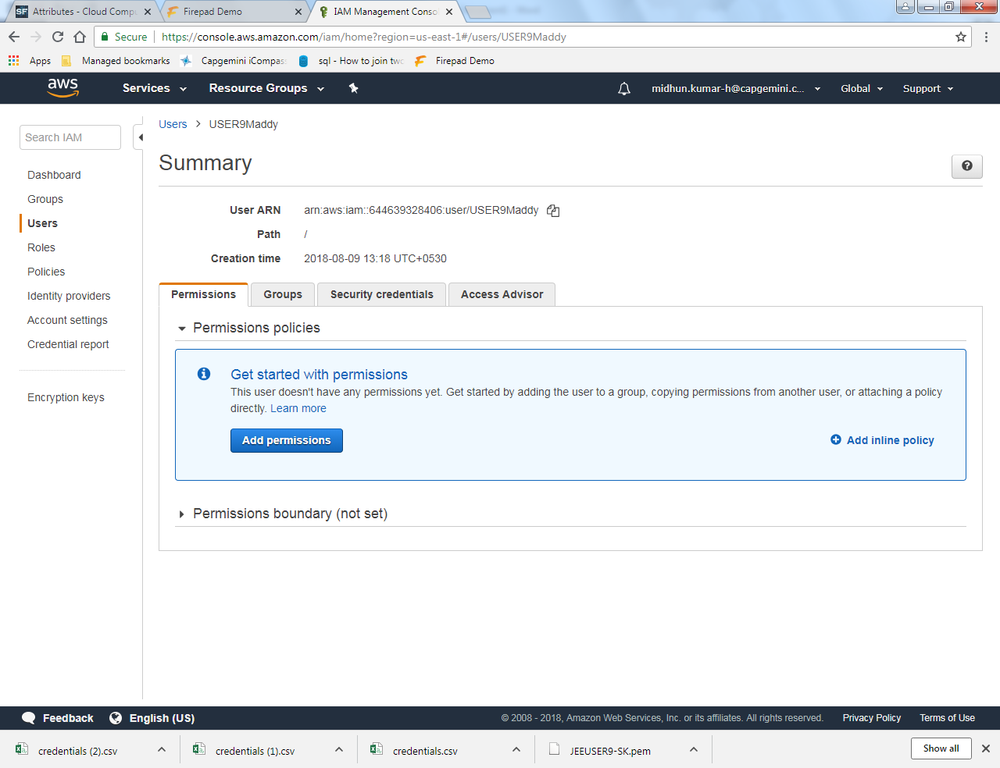 SF Attributes - Cloud Compu
Firepad Demo
IAM Management Conso
Secure
https://console.aws.amazon.com/iam/home?region=us-east-1#/users/USER9Maddy
Apps
Managed bookmarks
Capgemini iCompass
sql - How to join two
Firepad Demo
aws
Services
Resource Groups
midhun.kumar-h@capgemini.c...
Global
Support
Search IAM
Dashboard
Groups
Users
Roles
Policies
Identity providers
Account settings
Credential report
Encryption keys
Users > USER9Maddy
Summary
User ARN arn:aws:iam::644639328406:user/USER9Maddy
Path /
Creation time 2018-08-09 13:18 UTC+0530
Permissions Groups Security credentials Access Advisor
Permissions policies
Get started with permissions
This user doesn't have any permissions yet. Get started by adding the user to a group, copying permissions from another user, or attaching a policy
directly. Learn more
Add permissions
Add inline policy
Permissions boundary (not set)
Feedback
English (US)
© 2008 - 2018, Amazon Web Services, Inc. or its affiliates. All rights reserved.
Privacy Policy
Terms of Use
credentials (2).csv
credentials (1).csv
credentials.csv
JEEUSER9-SK.pem
Show all